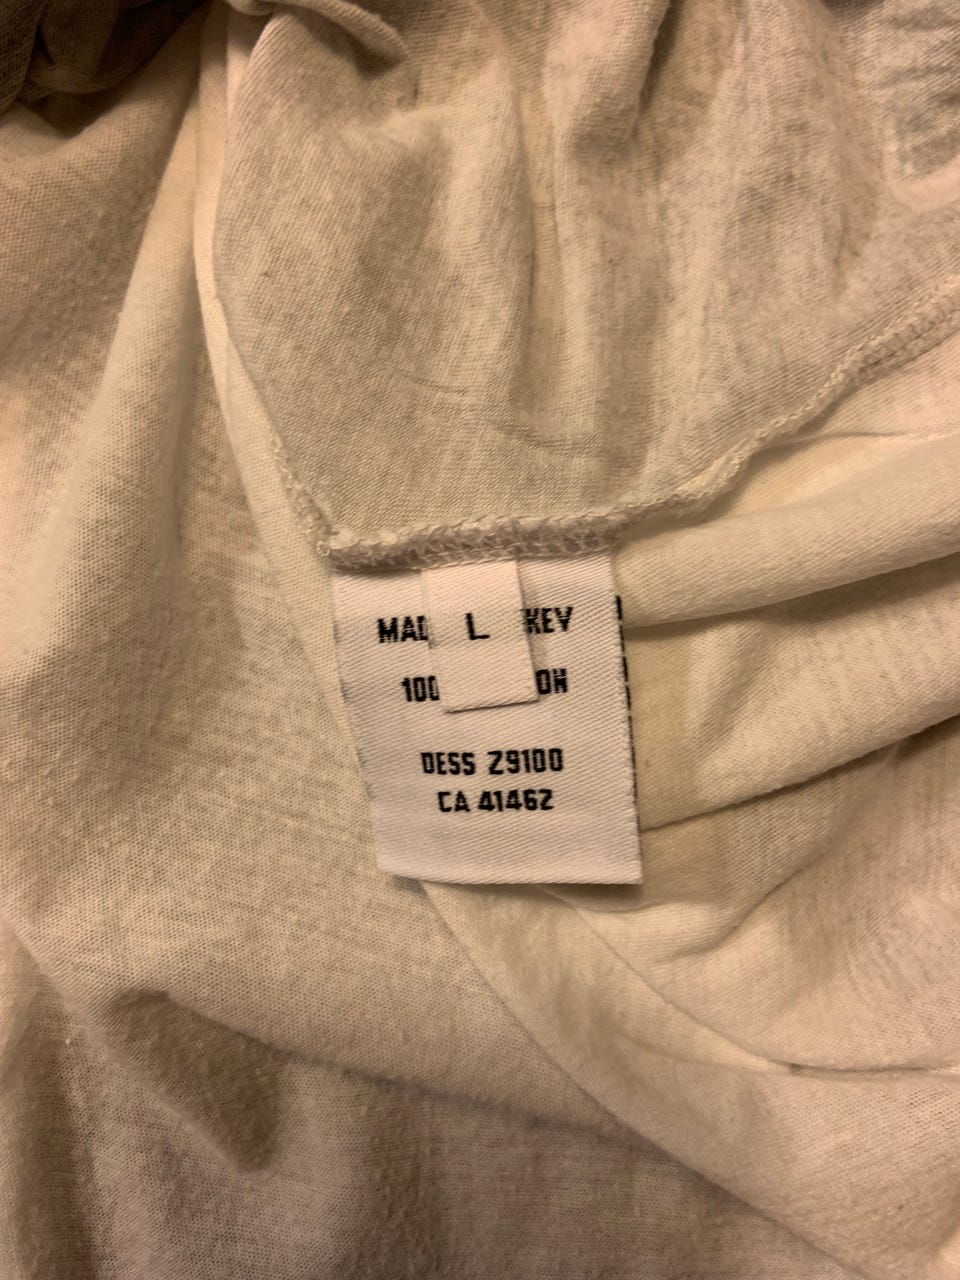 MAD L KEY
100 ON
DESS Z9100
CA 41462